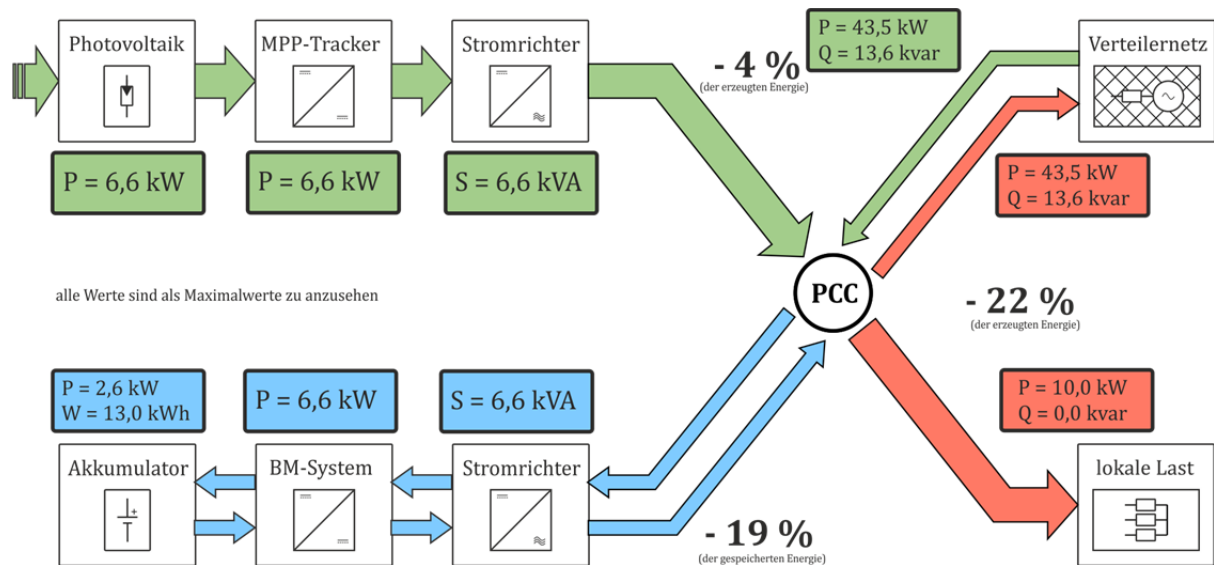 Photovoltaik
MPP-Tracker
Stromrichter
P = 6,6 kW
P = 6,6 kW
S = 6,6 kVA
- 4 %
(der erzeugten Energie)
P = 43,5 kW
Q = 13,6 kvar
Verteilernetz
P = 43,5 kW
Q = 13,6 kvar
alle Werte sind als Maximalwerte zu anzusehen
PCC
- 22 %
(der erzeugten Energie)
P = 2,6 kW
W = 13,0 kWh
P = 6,6 kW
S = 6,6 kVA
P = 10,0 kW
Q = 0,0 kvar
Akkumulator
BM-System
Stromrichter
lokale Last
- 19 %
(der gespeicherten Energie)